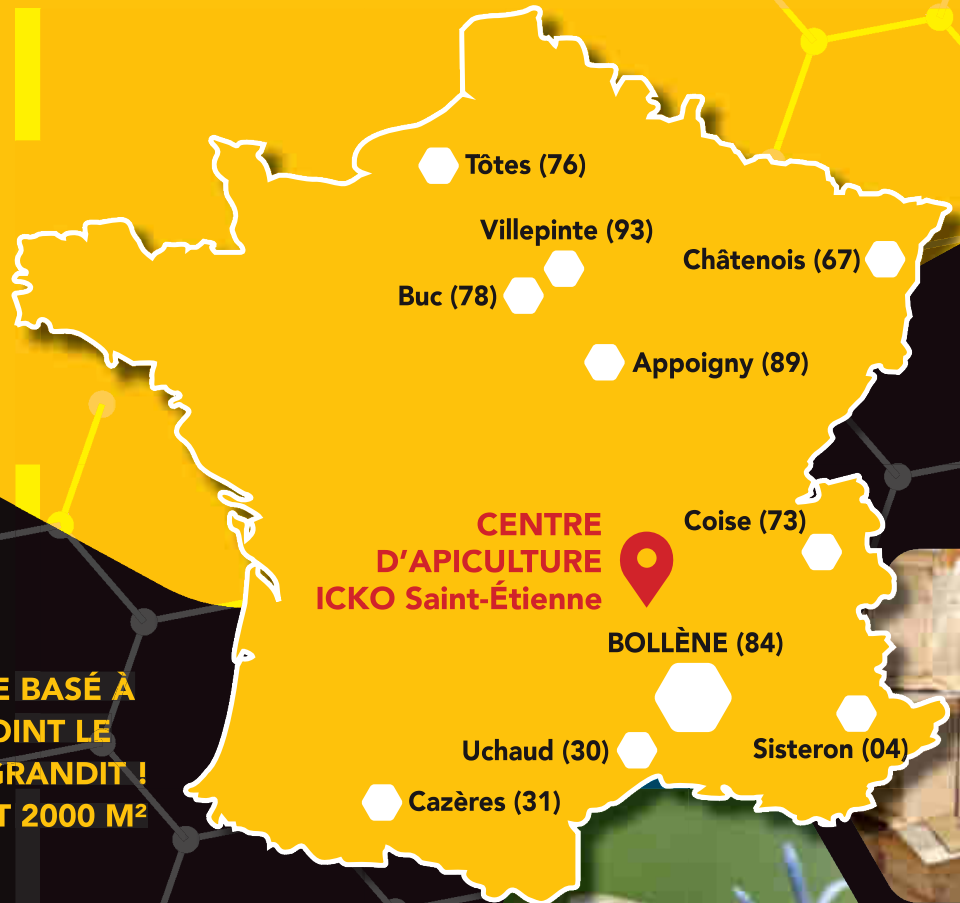 Tôtes (76)
Villepinte (93)
Châtenois (67)
Buc (78)
Appoigny (89)
CENTRE
D’APICULTURE
ICKO Saint-Étienne
Coise (73)
BOLLÈNE (84)
Uchaud (30)
Sisteron (04)
Cazères (31)
BASÉ À
LE
GRANDIT !
2000 M²